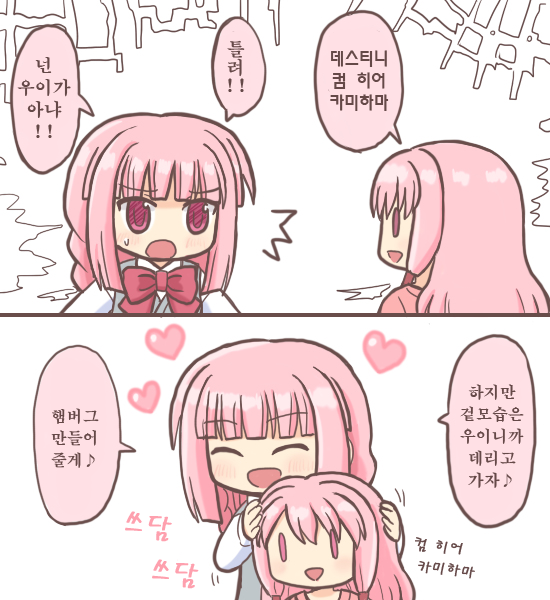 데스티니
컴 히어
카미하마
틀
려
!!
넌
우이가
아냐
!!
하지만
겉모습은
우이니까
데리고
가자♪
햄버그
만들어
줄게♪
쓰담
쓰담
컴 히어
카미하마